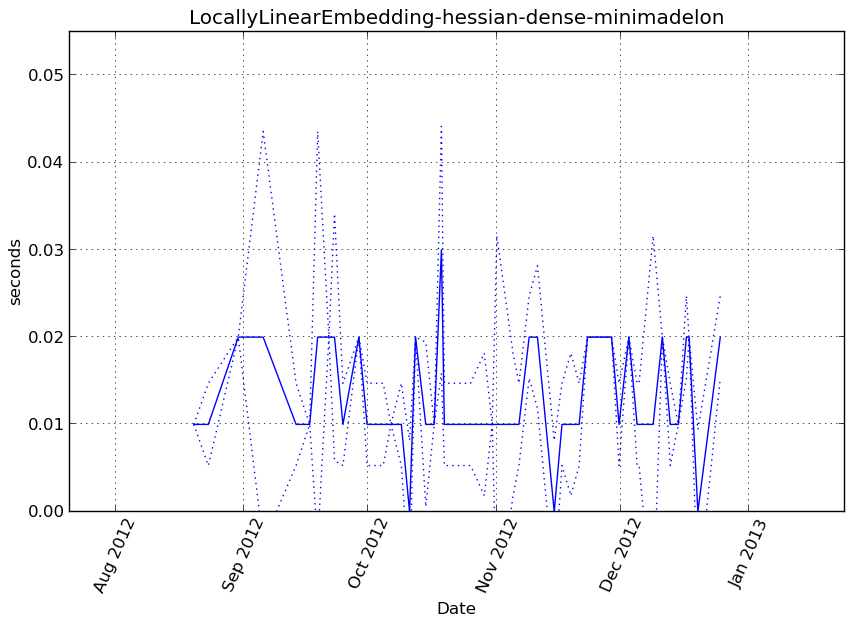 LocallyLinearEmbedding-hessian-dense-minimadelon
0.05
0.04
0.03
0.02
0.01
0.00
seconds
Aug 2012
Sep 2012
Oct 2012
Nov 2012
Dec 2012
Jan 2013
Date